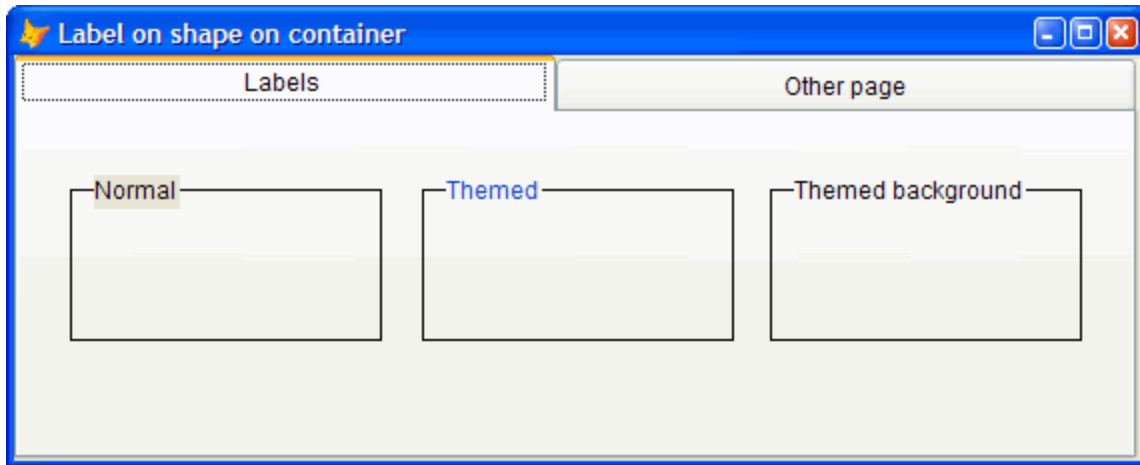 Label on shape on container
Labels
Other page
Normal
Themed
Themed background